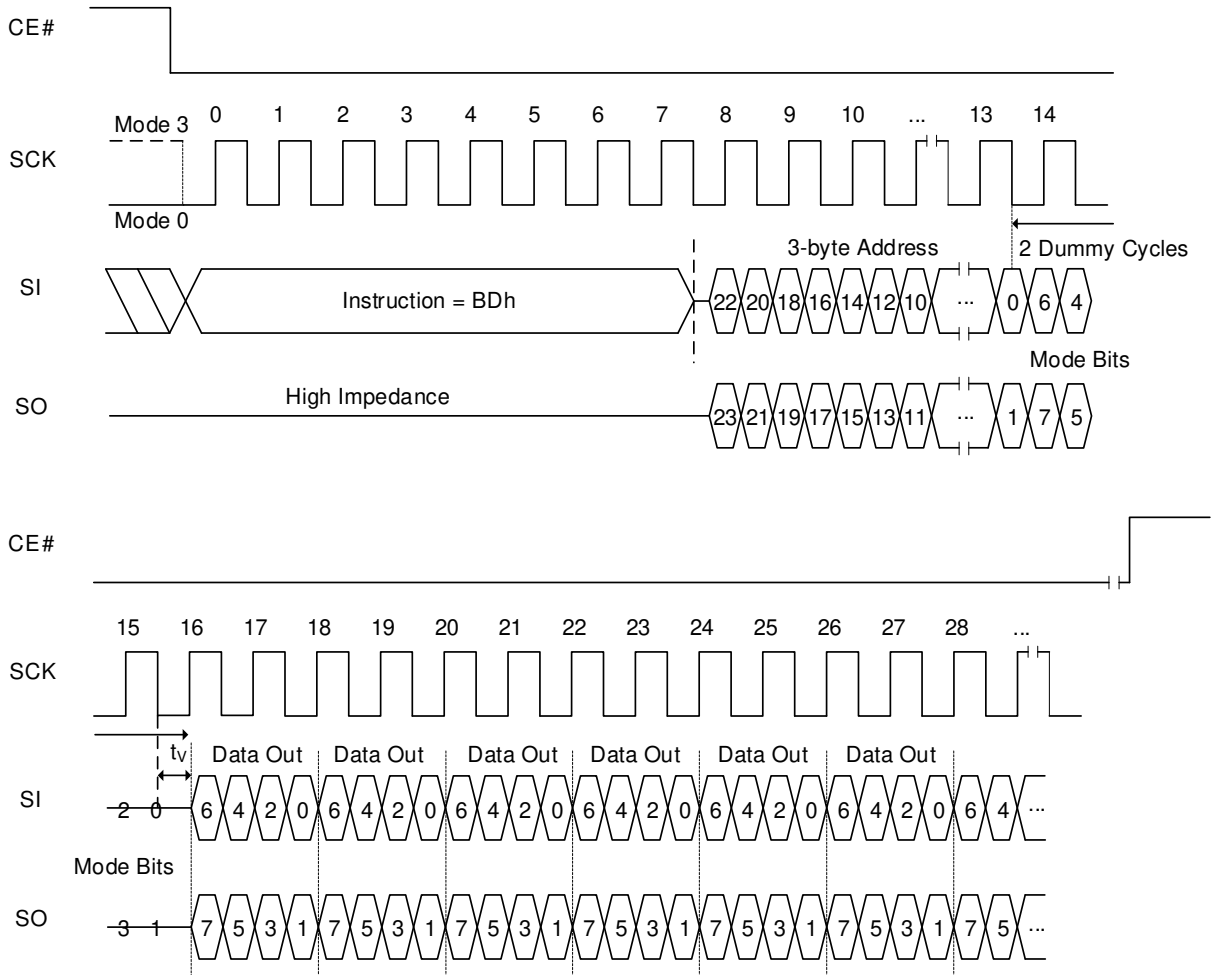 CE#
0 1 2 3 4 5 6 7 8 9 10 ... 13 14
Mode 3
SCK
Mode 0
3-byte Address 2 Dummy Cycles
SI Instruction = BDh 22 20 18 16 14 12 10 ... 0 6 4
Mode Bits
SO High Impedance 23 21 19 17 15 13 11 ... 1 7 5
CE#
15 16 17 18 19 20 21 22 23 24 25 26 27 28 ...
SCK
tV Data Out Data Out Data Out Data Out Data Out Data Out
SI 2 0 6 4 2 0 6 4 2 0 6 4 2 0 6 4 2 0 6 4 2 0 6 4 2 0 6 4 ...
Mode Bits
SO 3 1 7 5 3 1 7 5 3 1 7 5 3 1 7 5 3 1 7 5 3 1 7 5 3 1 7 5 ...